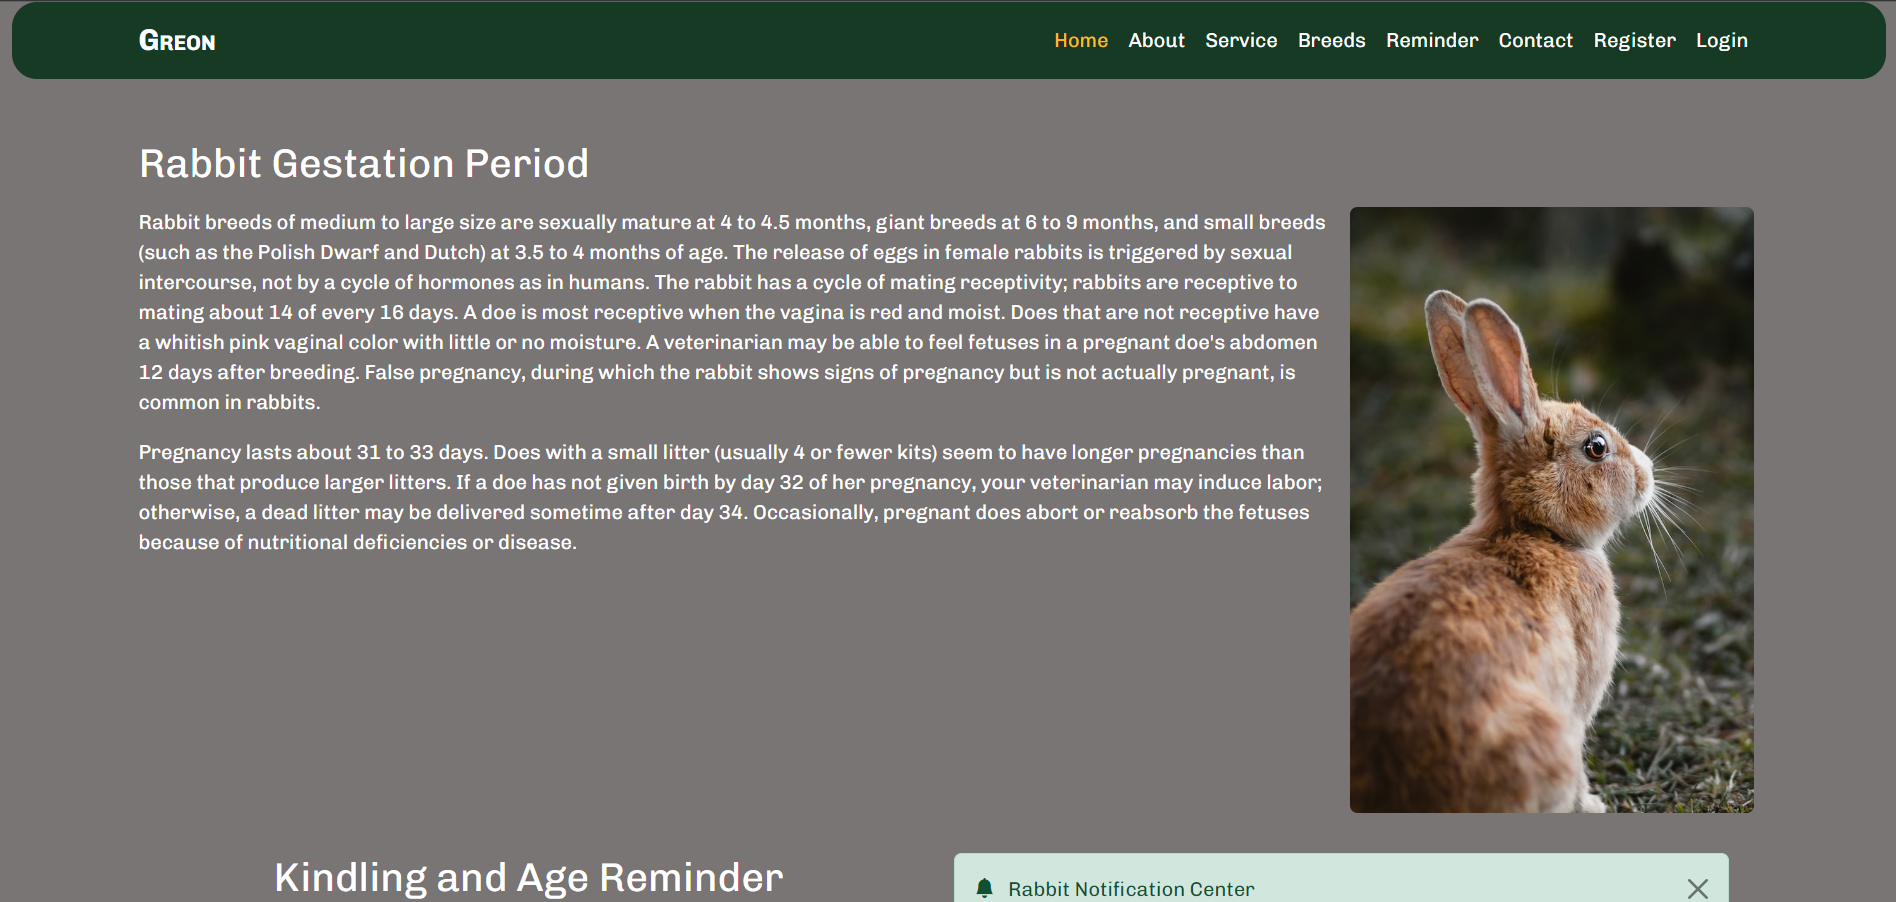 GREON
Home About Service Breeds Reminder Contact Register Login
Rabbit Gestation Period
Rabbit breeds of medium to large size are sexually mature at 4 to 4.5 months, giant breeds at 6 to 9 months, and small breeds
(such as the Polish Dwarf and Dutch) at 3.5 to 4 months of age. The release of eggs in female rabbits is triggered by sexual
intercourse, not by a cycle of hormones as in humans. The rabbit has a cycle of mating receptivity; rabbits are receptive to
mating about 14 of every 16 days. A doe is most receptive when the vagina is red and moist. Does that are not receptive have
a whitish pink vaginal color with little or no moisture. A veterinarian may be able to feel fetuses in a pregnant doe's abdomen
12 days after breeding. False pregnancy, during which the rabbit shows signs of pregnancy but is not actually pregnant, is
common in rabbits.
Pregnancy lasts about 31 to 33 days. Does with a small litter (usually 4 or fewer kits) seem to have longer pregnancies than
those that produce larger litters. If a doe has not given birth by day 32 of her pregnancy, your veterinarian may induce labor;
otherwise, a dead litter may be delivered sometime after day 34. Occasionally, pregnant does abort or reabsorb the fetuses
because of nutritional deficiencies or disease.
Kindling and Age Reminder
Rabbit Notification Center